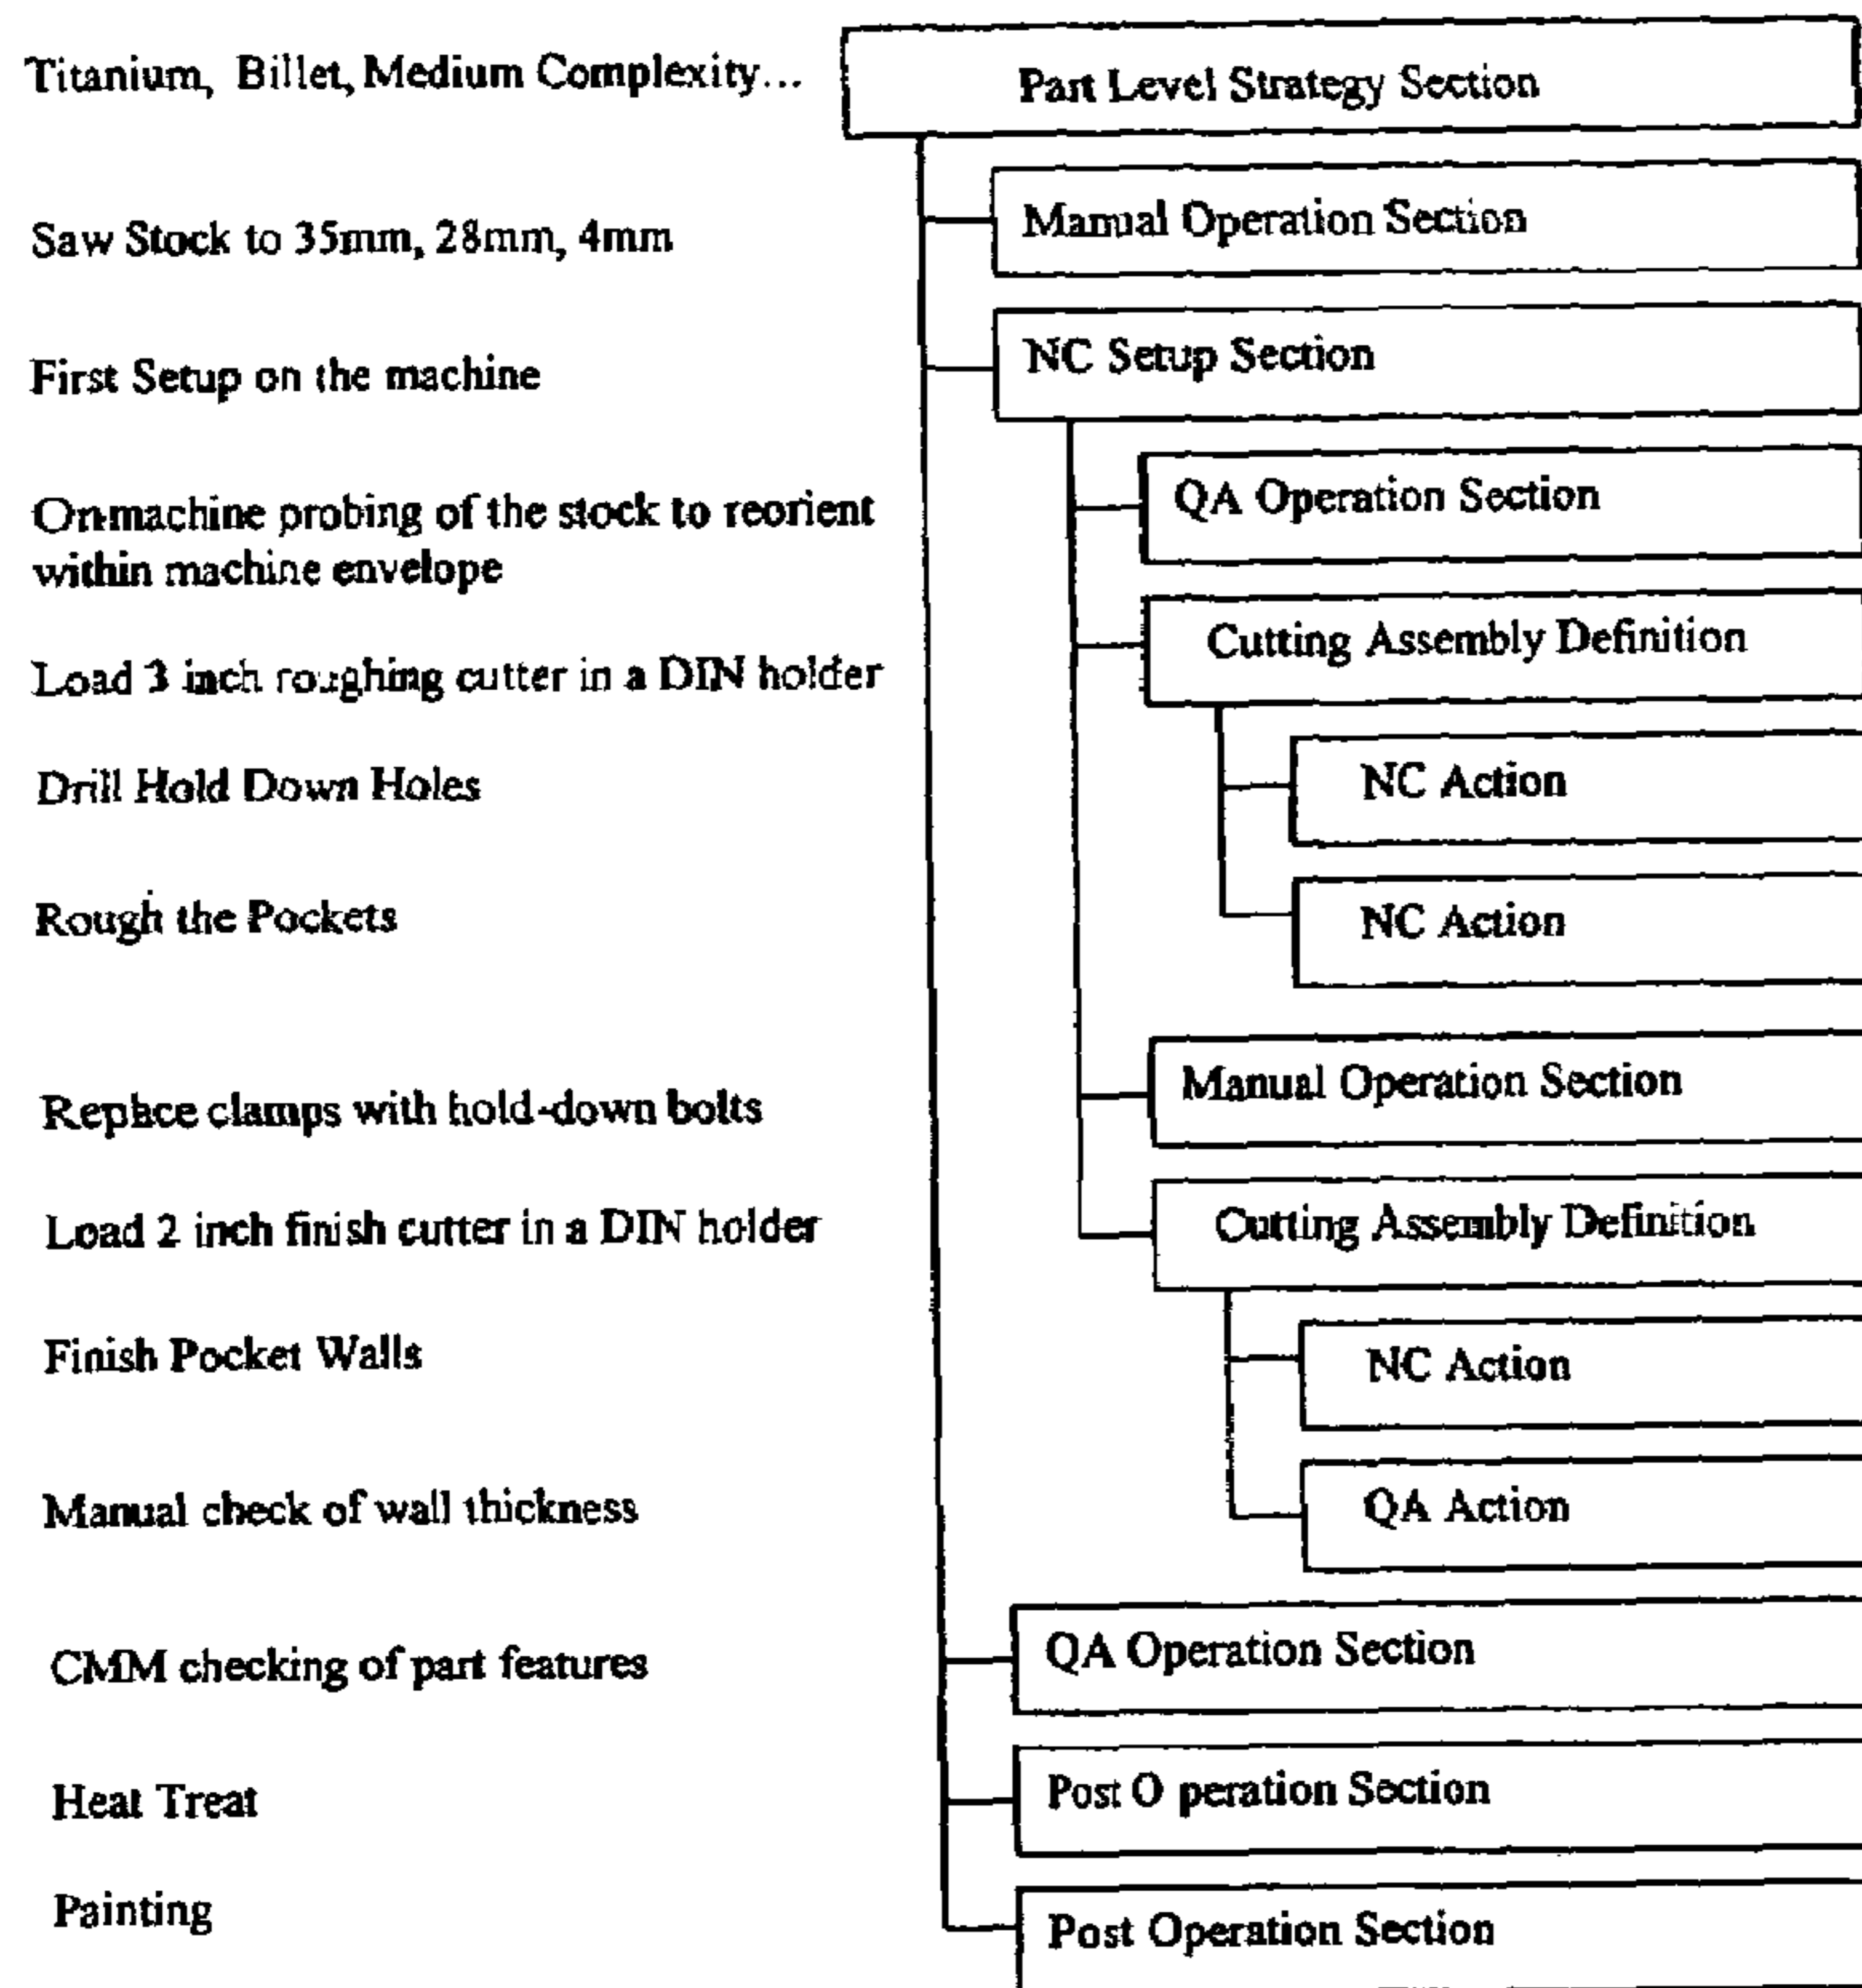 Titanium, Billet, Medium Complexity...
Part Level Strategy Section
Saw Stock to 35mm, 28mm, 4mm
Manual Operation Section
First Setup on the machine
NC Setup Section
On-machine probing of the stock to reorient
within machine envelope
QA Operation Section
Load 3 inch roughing cutter in a DIN holder
Cutting Assembly Definition
Drill Hold Down Holes
NC Action
Rough the Pockets
NC Action
Replace clamps with hold-down bolts
Manual Operation Section
Load 2 inch finish cutter in a DIN holder
Cutting Assembly Definition
Finish Pocket Walls
NC Action
Manual check of wall thickness
QA Action
CMM checking of part features
QA Operation Section
Heat Treat
Post O peration Section
Painting
Post Operation Section